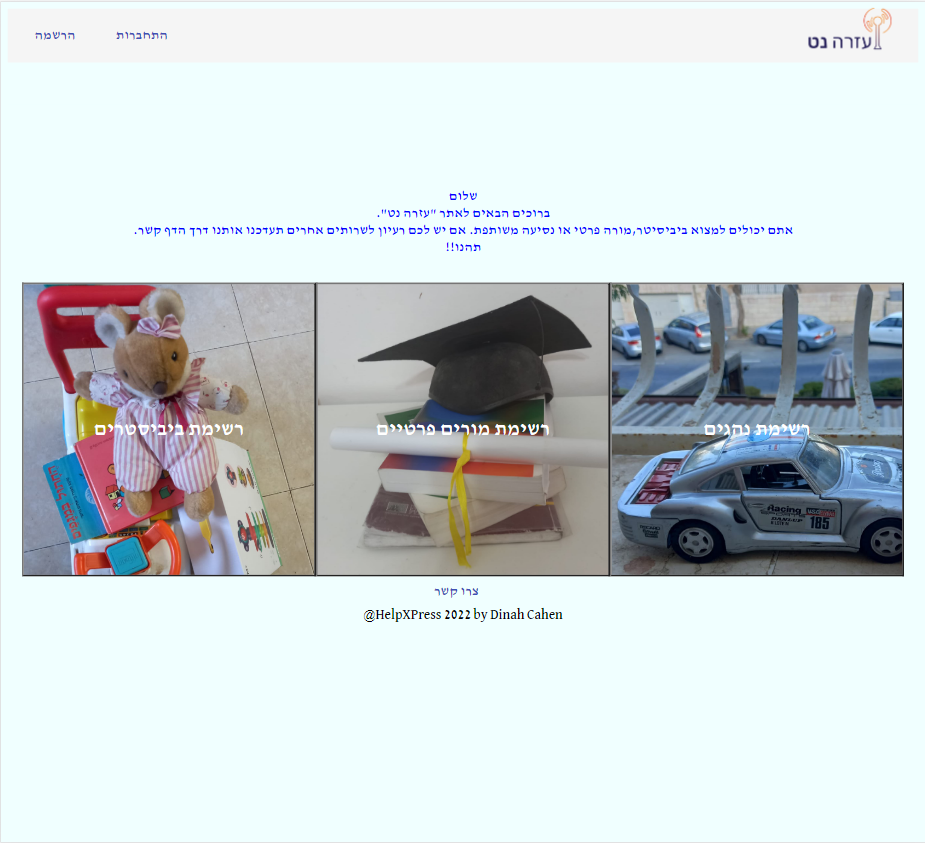 עזרה נט
התחברות
הרשמה
שלום
ברוכים הבאים לאתר "עזרה נט".
אתם יכולים למצוא ביביסיטר,מורה פרטי או נסיעה משותפת. אם יש לכם רעיון לשרותים אחרים תעדכנו אותנו דרך הדף קשר.
תהנו!!
רשימת נהגים
רשימת מורים פרטיים
רשימת ביביסטרים
Racing
185
צרו קשר
@HelpXPress 2022 by Dinah Cahen